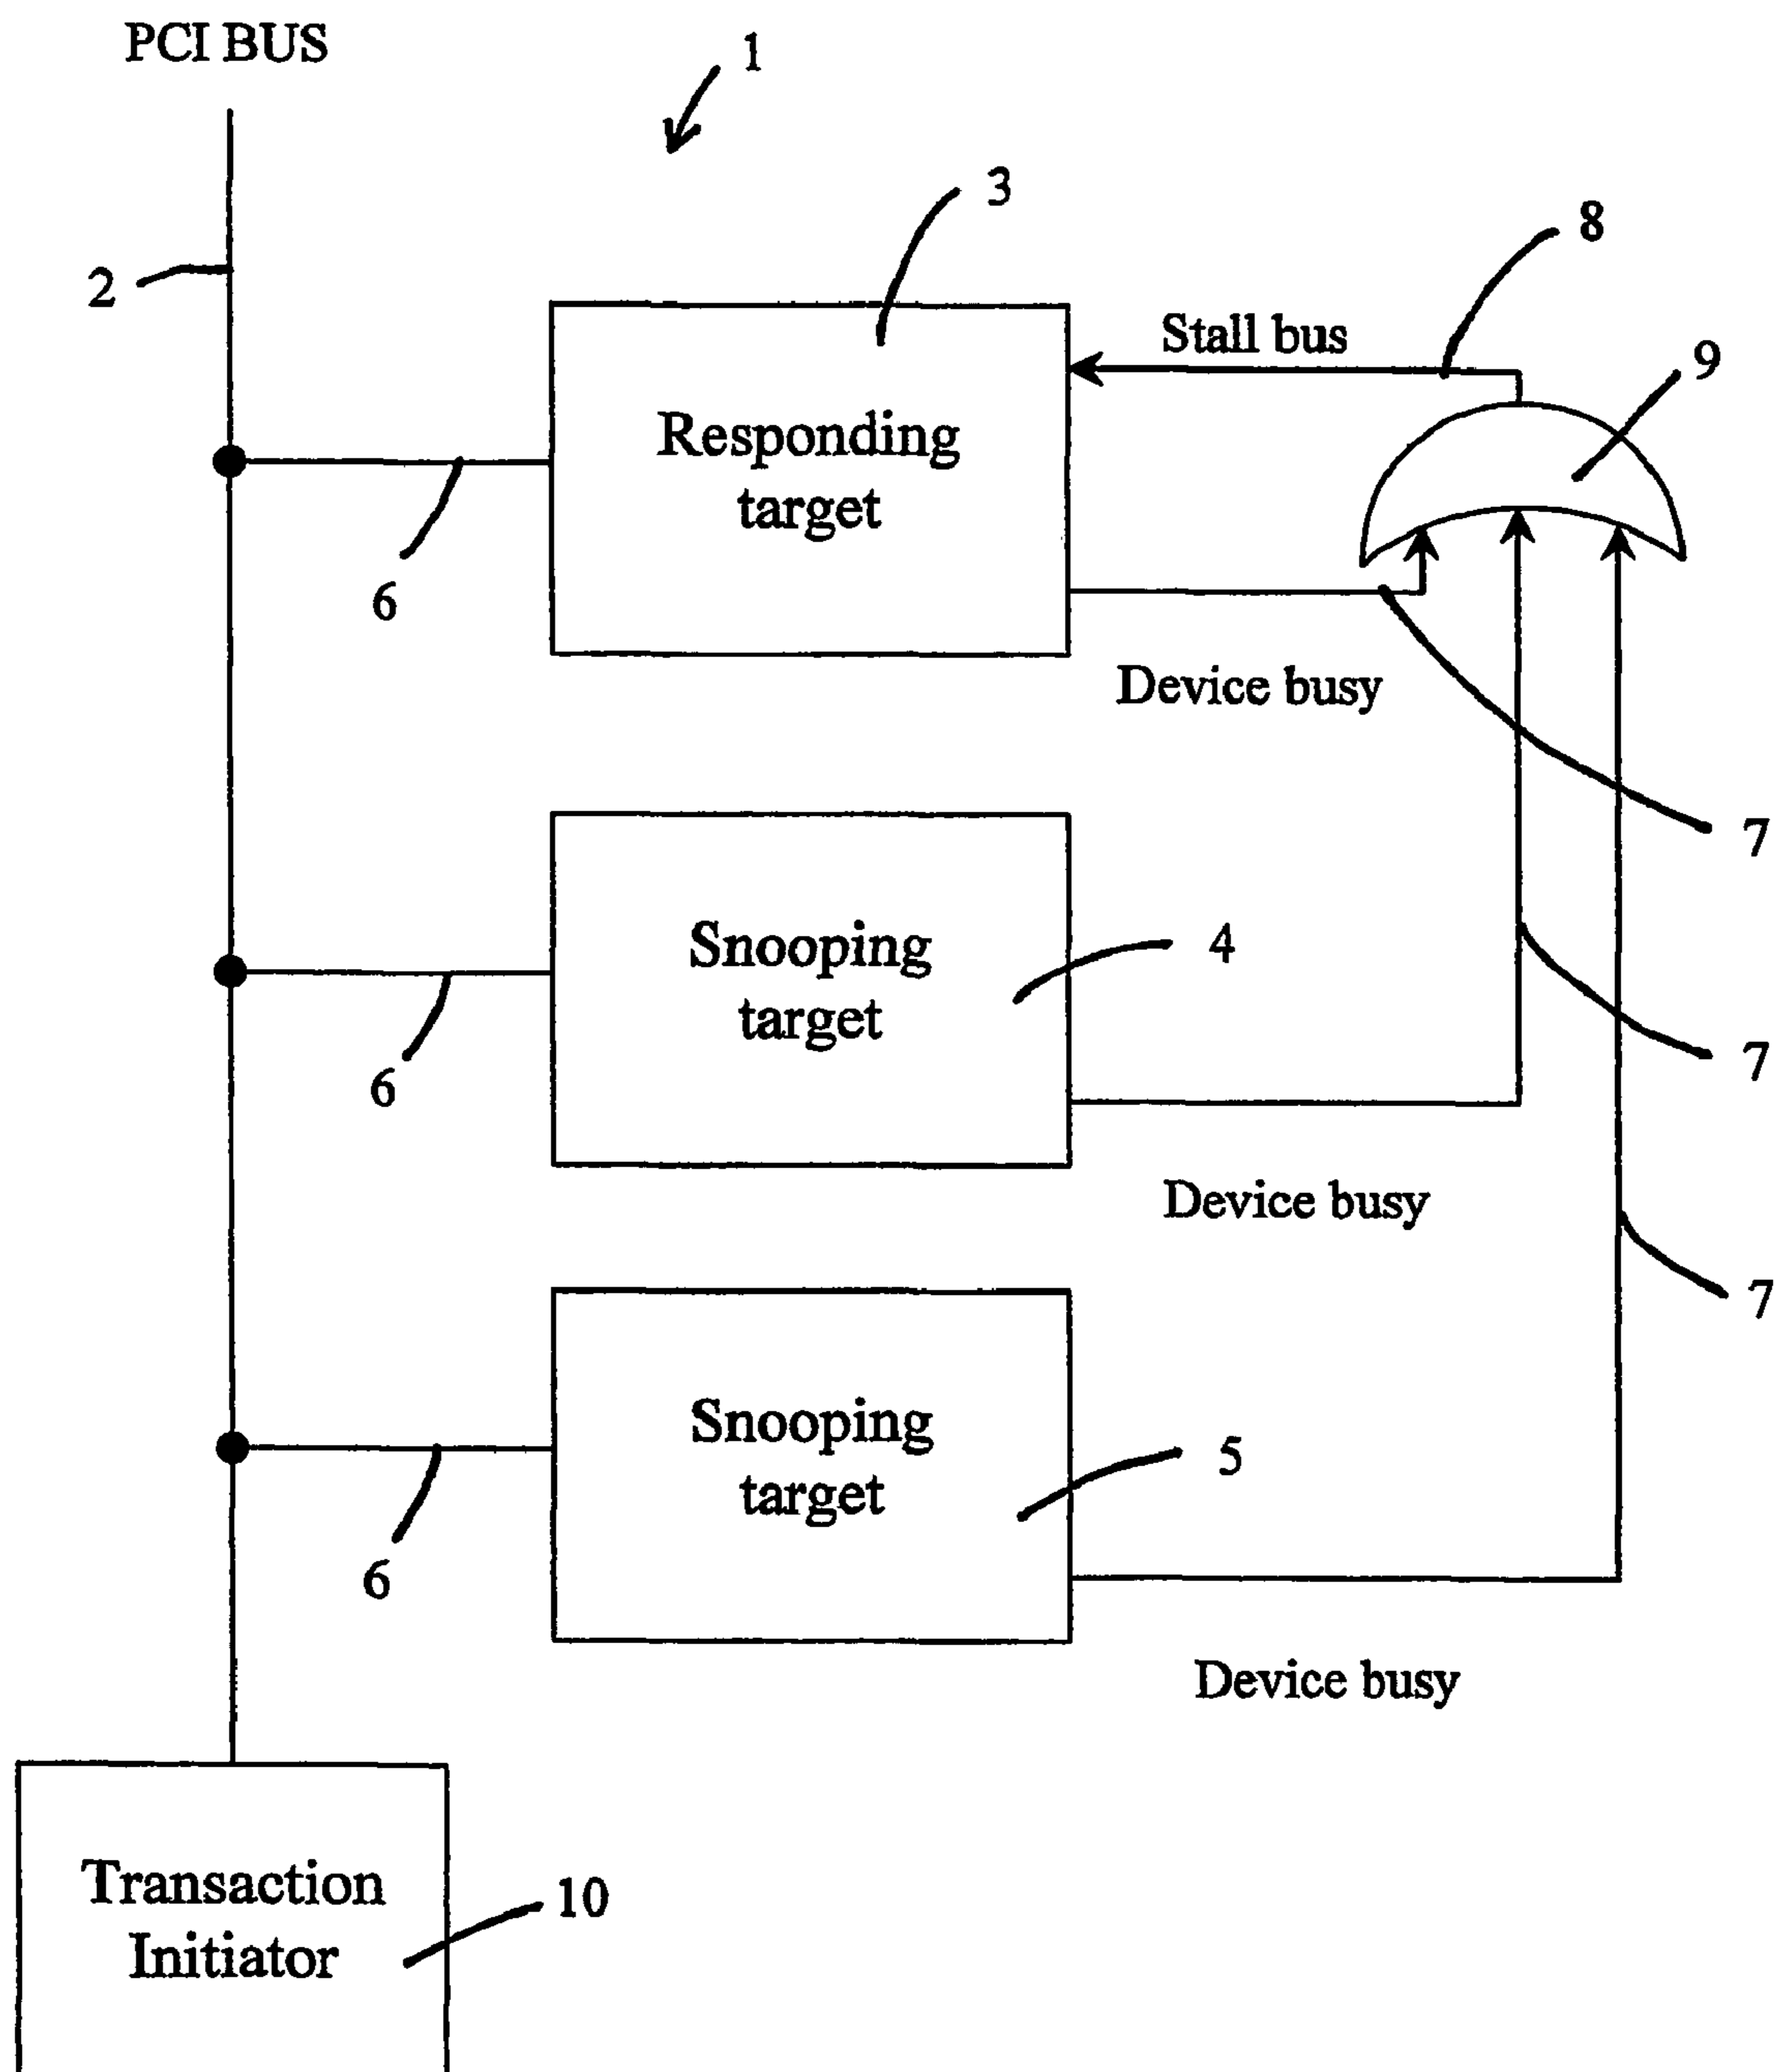 PCI BUS
1
3
8
2
Stall bus
9
Responding
target
6
Device busy
7
Snooping
target
4
7
6
Device busy
7
Snooping
target
5
6
Device busy
Transaction
Initiator
10